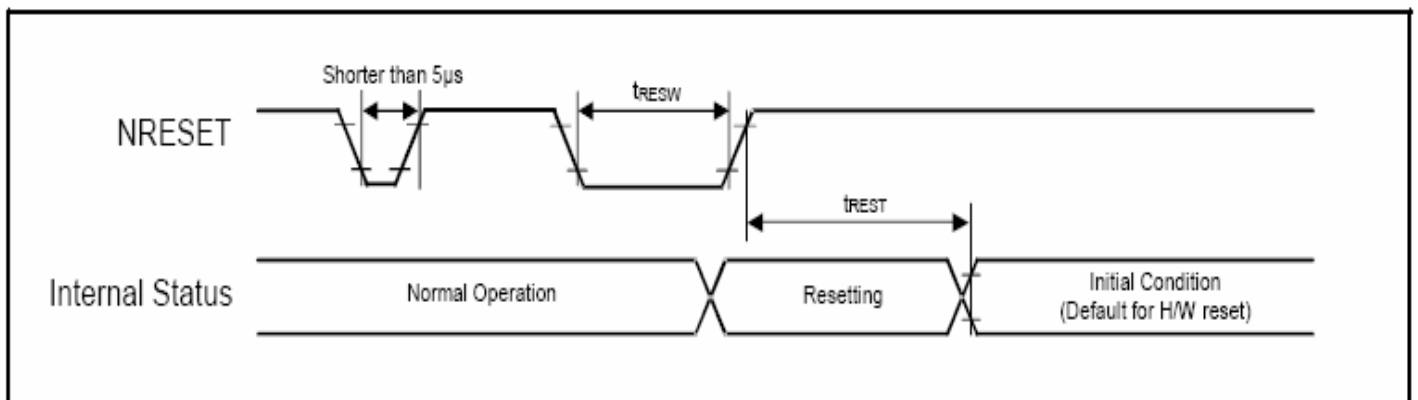 Shorter than 5µs
tRESW
NRESET
tREST
Internal Status
Normal Operation
Resetting
Initial Condition
(Default for H/W reset)